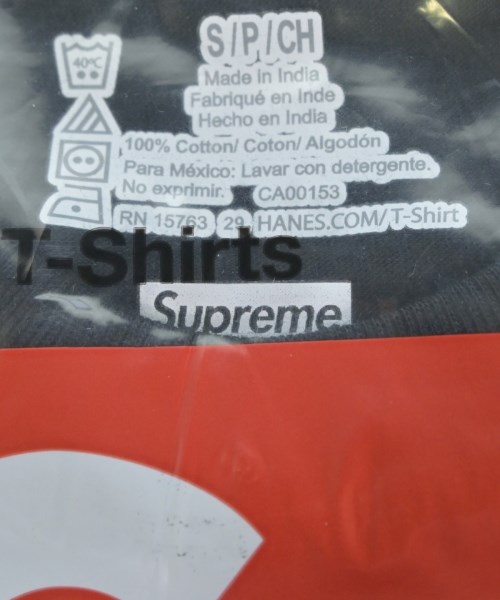 S/P/CH
40°C
Made in India
Fabriqué en Inde
Hecho en India
100% Cotton/ Coton/ Algodón
Para México: Lavar con detergente.
No exprimir. CA00153
RN 15763 29 HANES.COM/T-Shirt
T-Shirts
Supreme